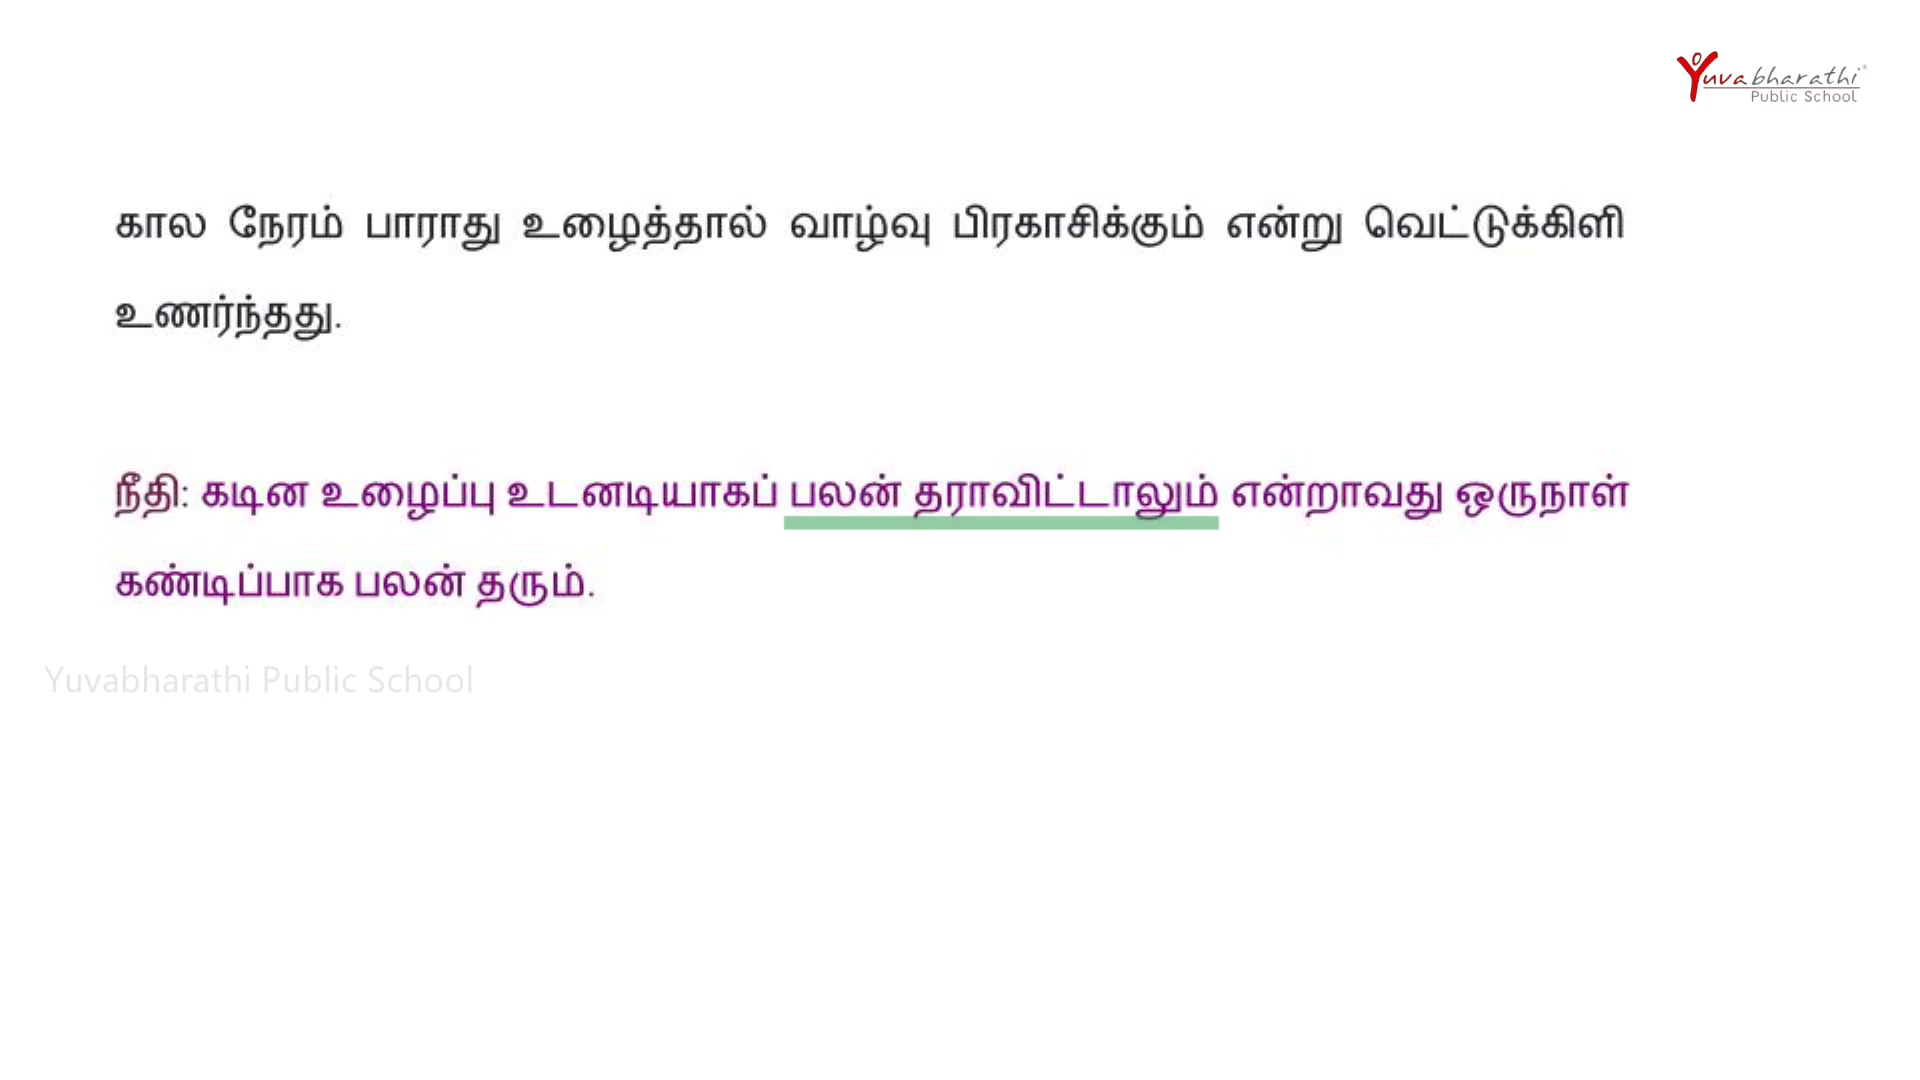 Yuvabharathi
Public School
கால நேரம் பாராது உழைத்தால் வாழ்வு பிரகாசிக்கும் என்று வெட்டுக்கிளி
உணர்ந்தது.
நீதி: கடின உழைப்பு உடனடியாகப் பலன் தராவிட்டாலும் என்றாவது ஒருநாள்
கண்டிப்பாக பலன் தரும்.
Yuvabharathi Public School